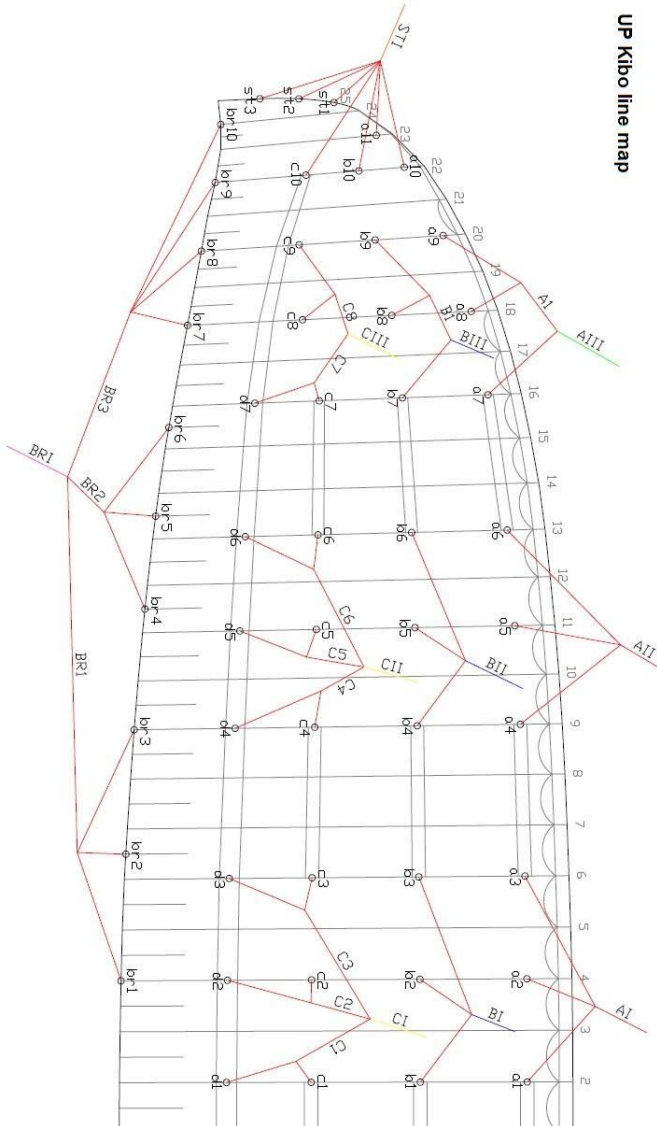 UP Kibo line map
STI
st3
st2
st1
25
24
23
22
21
20
19
18
17
16
15
14
13
12
11
10
9
8
7
6
5
4
3
2
a11
a10
b10
c10
br10
br9
br8
br7
br6
br5
br4
br3
br2
br1
a9
b9
c9
a8
b8
c8
a7
b7
c7
d7
A1
AIII
B1
BIII
C8
CIII
C7
BR3
BRI
BR2
BR1
a6
b6
c6
d6
a5
b5
c5
d5
a4
b4
c4
d4
AII
BII
CII
C6
C5
C4
a3
b3
c3
d3
a2
b2
c2
d2
a1
b1
c1
d1
AI
BI
CI
C3
C2
C1